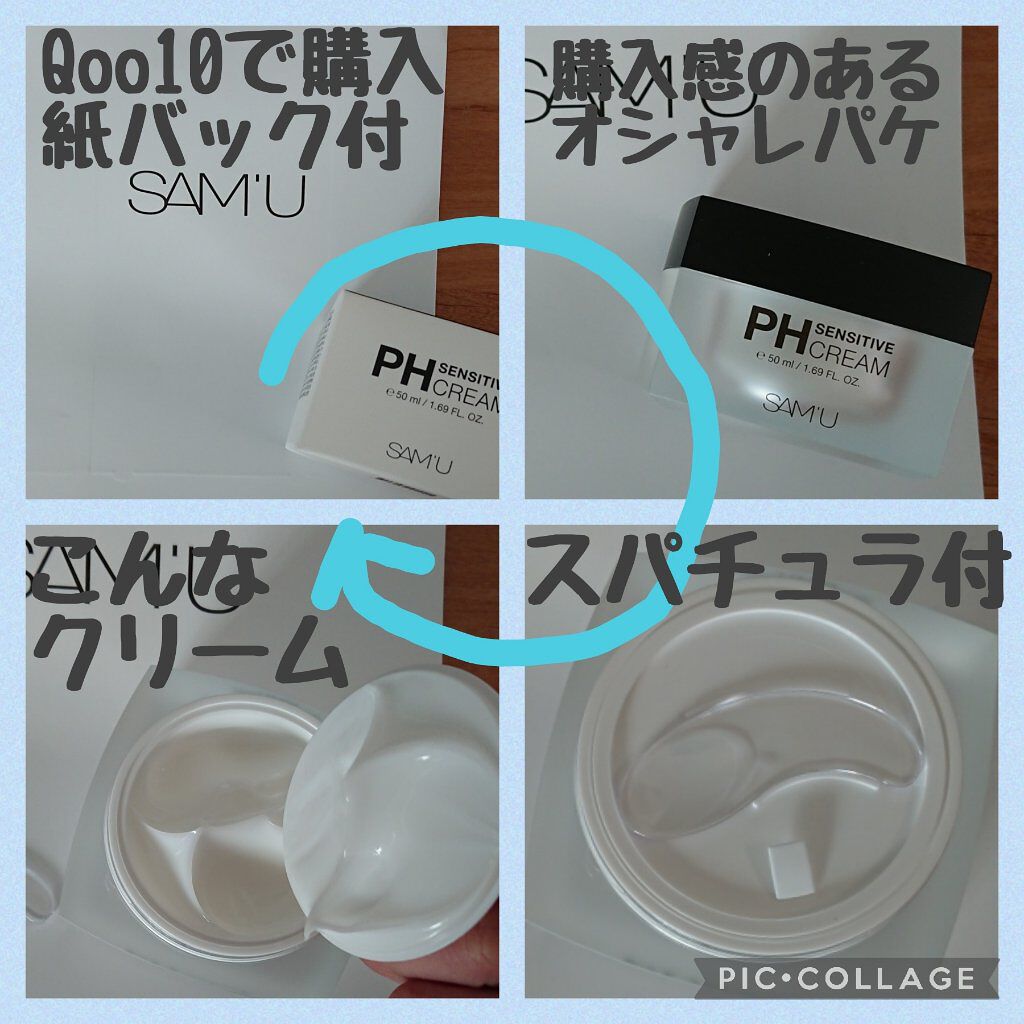 Qoo10で購入
紙バック付
SAM'U
PH SENSITIV
CREAM
℮ 50 ml / 1.69 FL. OZ.
SAM'U
購入感のある
オシャレパケ
SAM'U
PH SENSITIVE
CREAM
℮ 50 ml / 1.69 FL. OZ.
SAM'U
スパチュラ付
こんな
クリーム
SAM'U
PIC•COLLAGE